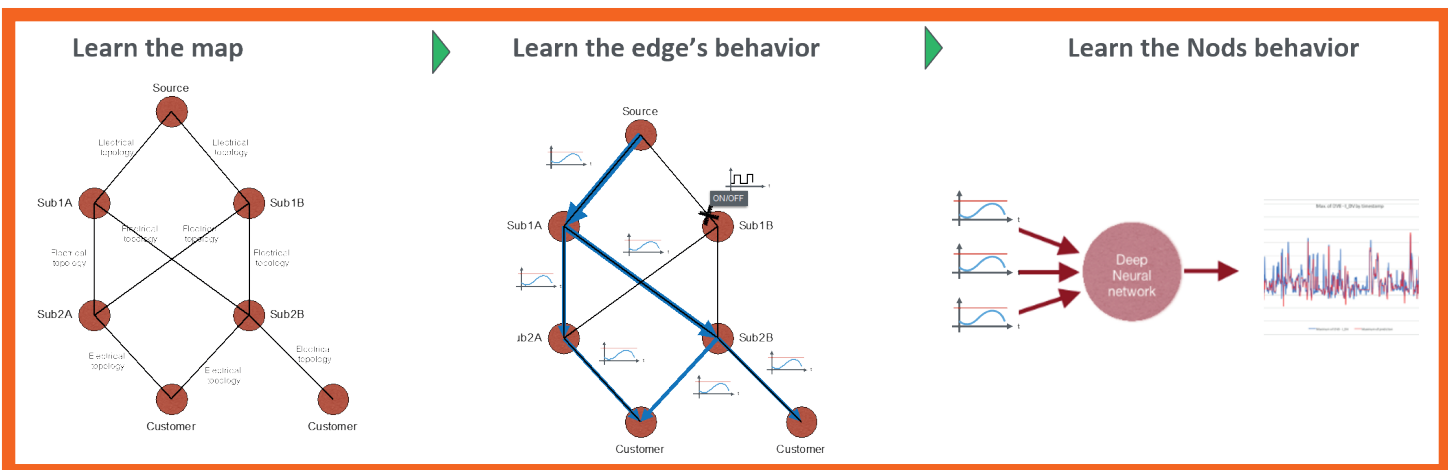 Learn the map
Learn the edge's behavior
Learn the Nods behavior
Source
Electrical
topology
Electrical
topology
Sub1A
Sub1B
Electrical
topology
Electrical
topology
Electrical
topology
Electrical
topology
Sub2A
Sub2B
Electrical
topology
Electrical
topology
Electrical
topology
Customer
Customer
Source
t
t
ON/OFF
Sub1A
Sub1B
t
t
ub2A
Sub2B
t
t
t
Customer
Customer
t
t
t
Deep
Neural
network
by timestamp